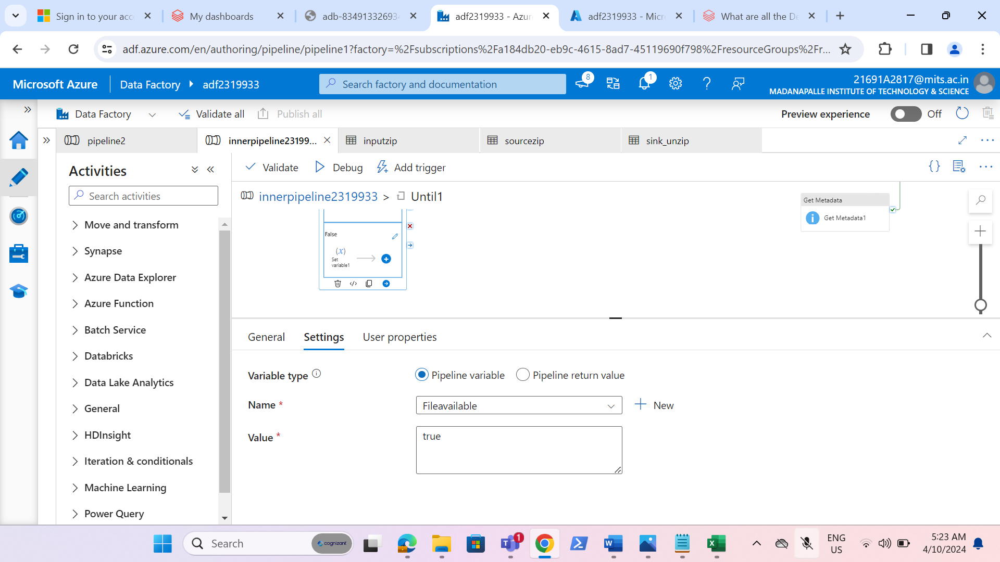 Sign in to your acc
My dashboards
adb-83491332693
adf2319933 - Azur
adf2319933 - Micr
What are all the De
adf.azure.com/en/authoring/pipeline/pipeline1?factory=%2Fsubscriptions%2Fa184db20-eb9c-4615-8ad7-45119690f798%2FresourceGroups%2Fr...
Microsoft Azure
Data Factory
adf2319933
Search factory and documentation
8
1
21691A2817@mits.ac.in
MADANAPALLE INSTITUTE OF TECHNOLOGY & SCIENCE
Data Factory
Validate all
Publish all
Preview experience
Off
pipeline2
innerpipeline23199...
inputzip
sourcezip
sink_unzip
Activities
Search activities
Move and transform
Synapse
Azure Data Explorer
Azure Function
Batch Service
Databricks
Data Lake Analytics
General
HDInsight
Iteration & conditionals
Machine Learning
Power Query
Validate
Debug
Add trigger
innerpipeline2319933 > Until1
False
(x)
Set
variable1
Get Metadata
Get Metadata1
General
Settings
User properties
Variable type
Pipeline variable
Pipeline return value
Name *
Fileavailable
New
Value *
true
Search
cognizant
1
ENG
US
5:23 AM
4/10/2024